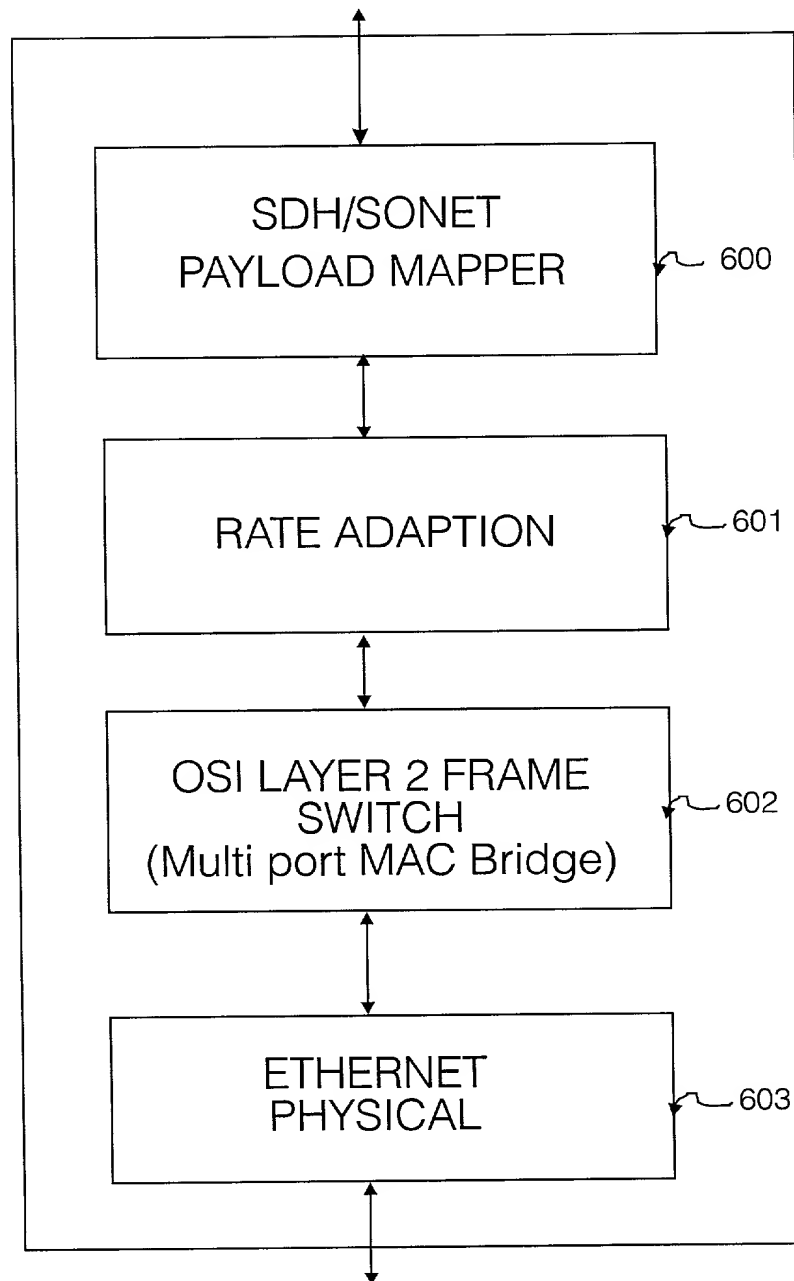 SDH/SONET
PAYLOAD MAPPER
600
RATE ADAPTION
601
OSI LAYER 2 FRAME
SWITCH
(Multi port MAC Bridge)
602
ETHERNET
PHYSICAL
603